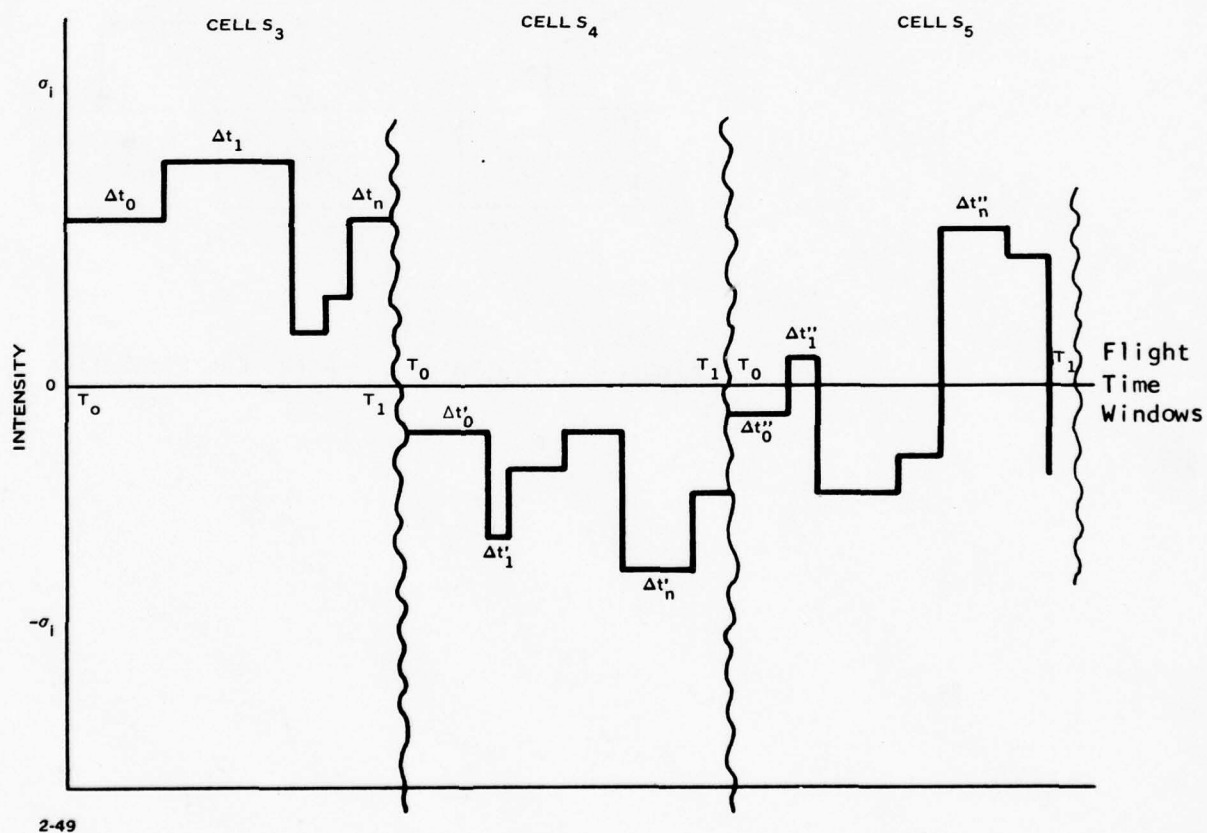 CELL S₃ CELL S₄ CELL S₅
σᵢ
Δt₁
Δt₀ Δtₙ
Δt″ₙ
Δt″₁
T₀ T₁ T₀ T₁ Flight
0 Time
T₀ T₁ Δt′₀ Δt″₀ Windows
INTENSITY
Δt′₁
Δt′ₙ
-σᵢ
2-49